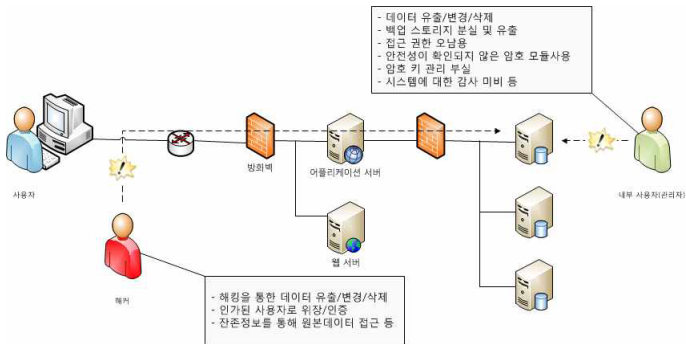 - 데이터 유출/변경/삭제
- 백업 스토리지 분실 및 유출
- 접근 권한 오남용
- 안전성이 확인되지 않은 암호 모듈사용
- 암호 키 관리 부실
- 시스템에 대한 감사 미비 등
사용자
방화벽
어플리케이션 서버
내부 사용자(관리자)
웹 서버
해커
- 해킹을 통한 데이터 유출/변경/삭제
- 인가된 사용자로 위장/인증
- 잔존정보를 통해 원본데이터 접근 등